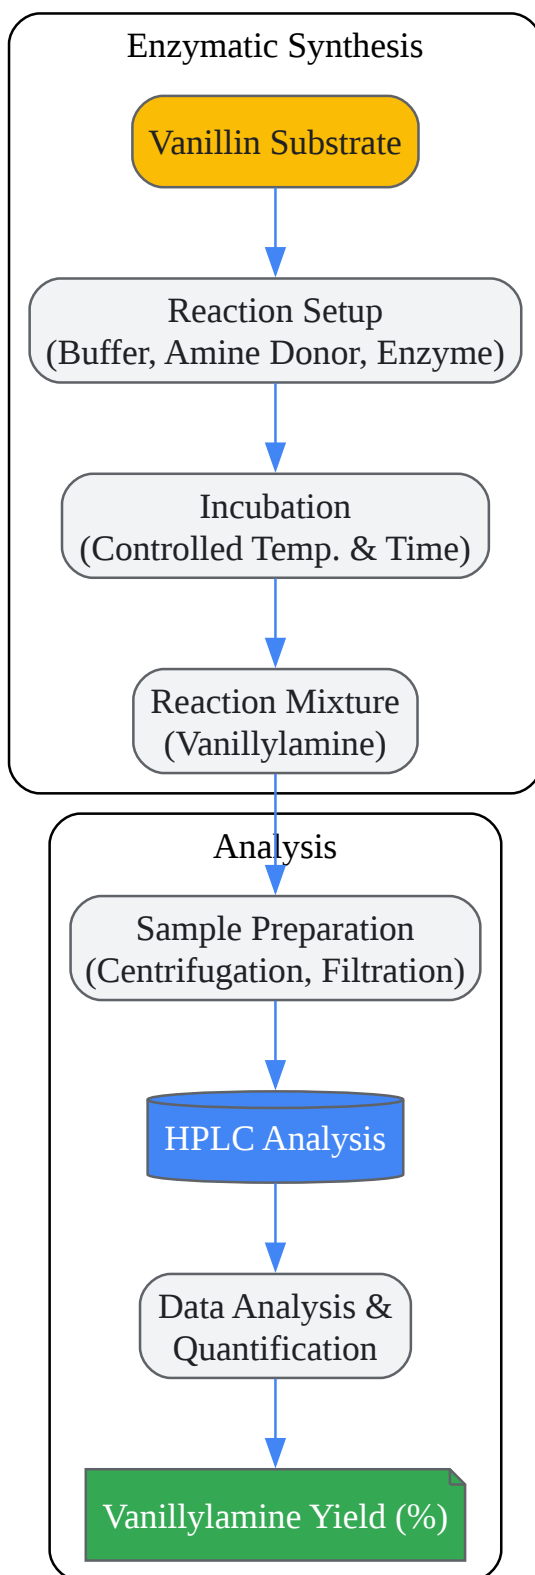 Enzymatic Synthesis
Vanillin Substrate
Reaction Setup
(Buffer, Amine Donor, Enzyme)
Incubation
(Controlled Temp. & Time)
Reaction Mixture
(Vanillylamine)
Analysis
Sample Preparation
(Centrifugation, Filtration)
HPLC Analysis
Data Analysis &
Quantification
Vanillylamine Yield (%)